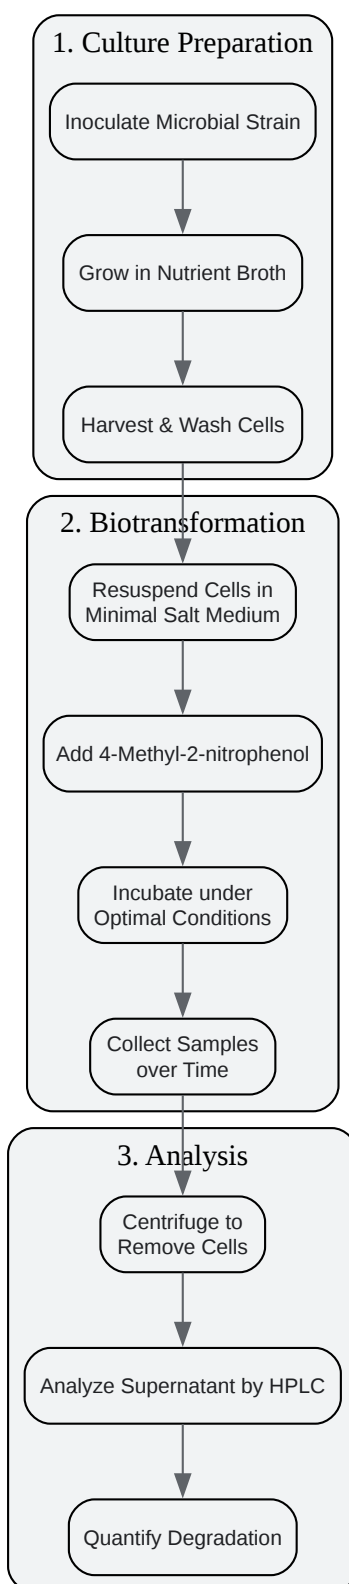 1. Culture Preparation
Inoculate Microbial Strain
Grow in Nutrient Broth
Harvest & Wash Cells
2. Biotransformation
Resuspend Cells in
Minimal Salt Medium
Add 4-Methyl-2-nitrophenol
Incubate under
Optimal Conditions
Collect Samples
over Time
3. Analysis
Centrifuge to
Remove Cells
Analyze Supernatant by HPLC
Quantify Degradation